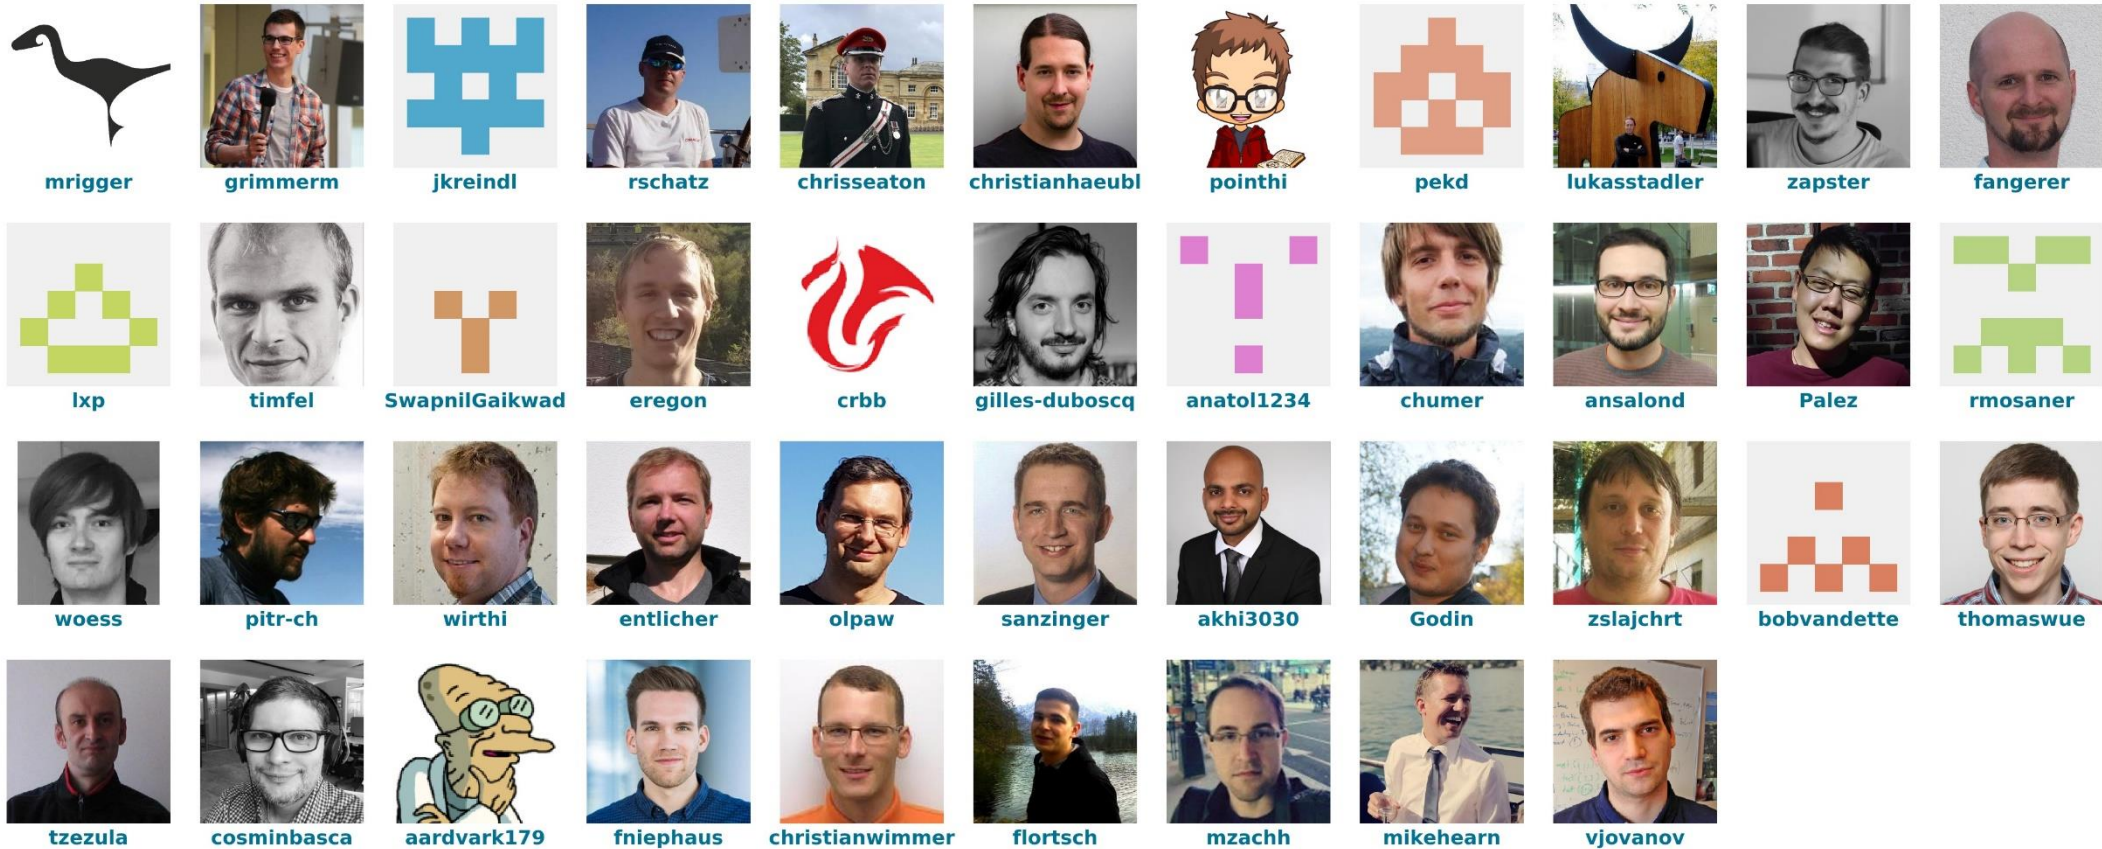 mrigger grimmerm jkreindl rschatz chrisseaton christianhaeubl pointhi pekd lukasstadler zapster fangerer
lxp timfel SwapnilGaikwad eregon crbb gilles-duboscq anatol1234 chumer ansalond Palez rmosaner
woess pitr-ch wirthi entlicher olpaw sanzinger akhi3030 Godin zslajchrt bobvandette thomaswue
tzezula cosminbasca aardvark179 fniephaus christianwimmer flortsch mzachh mikehearn vjovanov